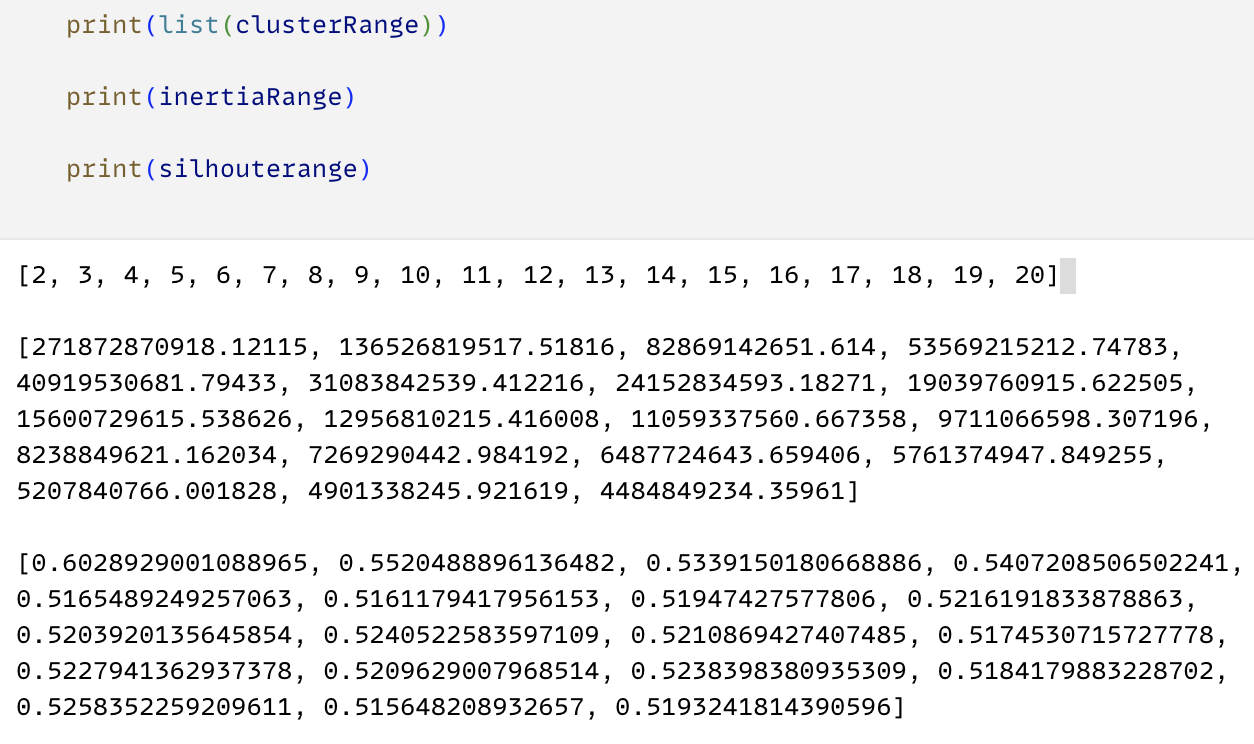 print(list(clusterRange))
print(inertiaRange)
print(silhouterange)
[2, 3, 4, 5, 6, 7, 8, 9, 10, 11, 12, 13, 14, 15, 16, 17, 18, 19, 20]
[271872870918.12115, 136526819517.51816, 82869142651.614, 53569215212.74783,
40919530681.79433, 31083842539.412216, 24152834593.18271, 19039760915.622505,
15600729615.538626, 12956810215.416008, 11059337560.667358, 9711066598.307196,
8238849621.162034, 7269290442.984192, 6487724643.659406, 5761374947.849255,
5207840766.001828, 4901338245.921619, 4484849234.35961]
[0.6028929001088965, 0.5520488896136482, 0.5339150180668886, 0.5407208506502241,
0.5165489249257063, 0.5161179417956153, 0.51947427577806, 0.5216191833878863,
0.5203920135645854, 0.5240522583597109, 0.5210869427407485, 0.5174530715727778,
0.5227941362937378, 0.5209629007968514, 0.5238398380935309, 0.5184179883228702,
0.5258352259209611, 0.515648208932657, 0.5193241814390596]